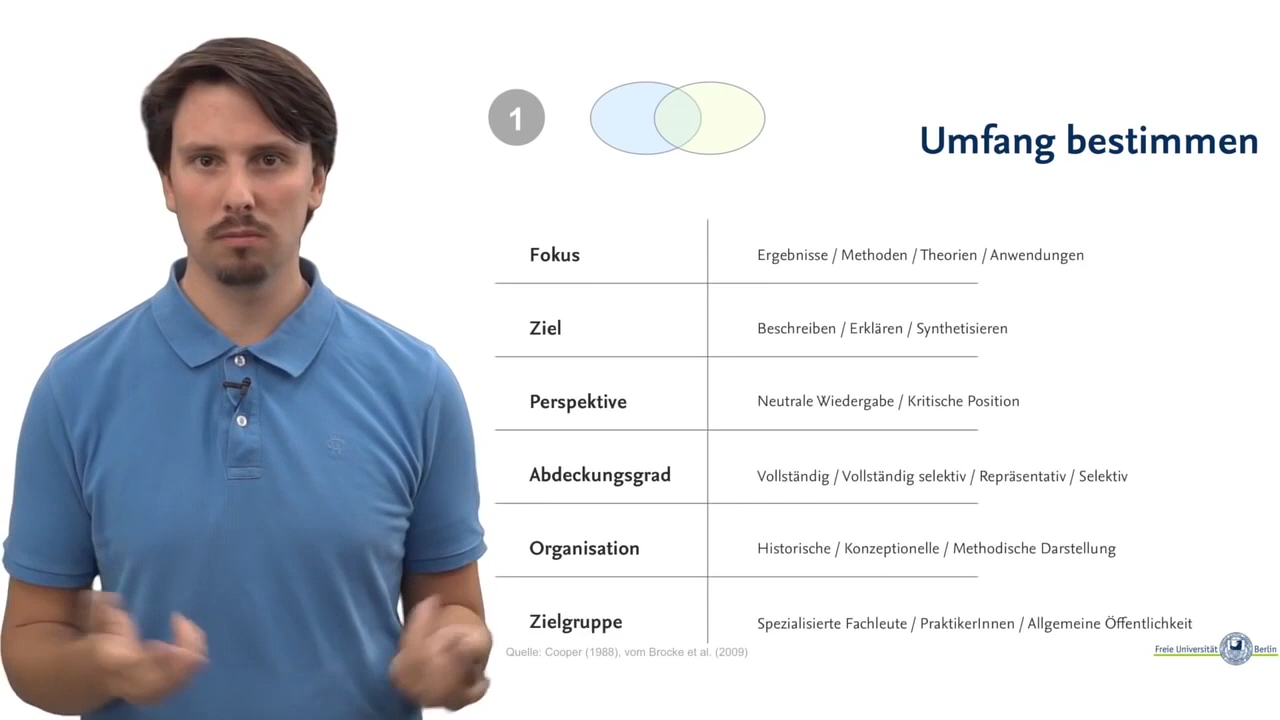 1
Umfang bestimmen
Fokus
Ergebnisse / Methoden / Theorien / Anwendungen
Ziel
Beschreiben / Erklären / Synthetisieren
Perspektive
Neutrale Wiedergabe / Kritische Position
Abdeckungsgrad
Vollständig / Vollständig selektiv / Repräsentativ / Selektiv
Organisation
Historische / Konzeptionelle / Methodische Darstellung
Zielgruppe
Spezialisierte Fachleute / PraktikerInnen / Allgemeine Öffentlichkeit
Quelle: Cooper (1988), vom Brocke et al. (2009)
Freie Universität Berlin